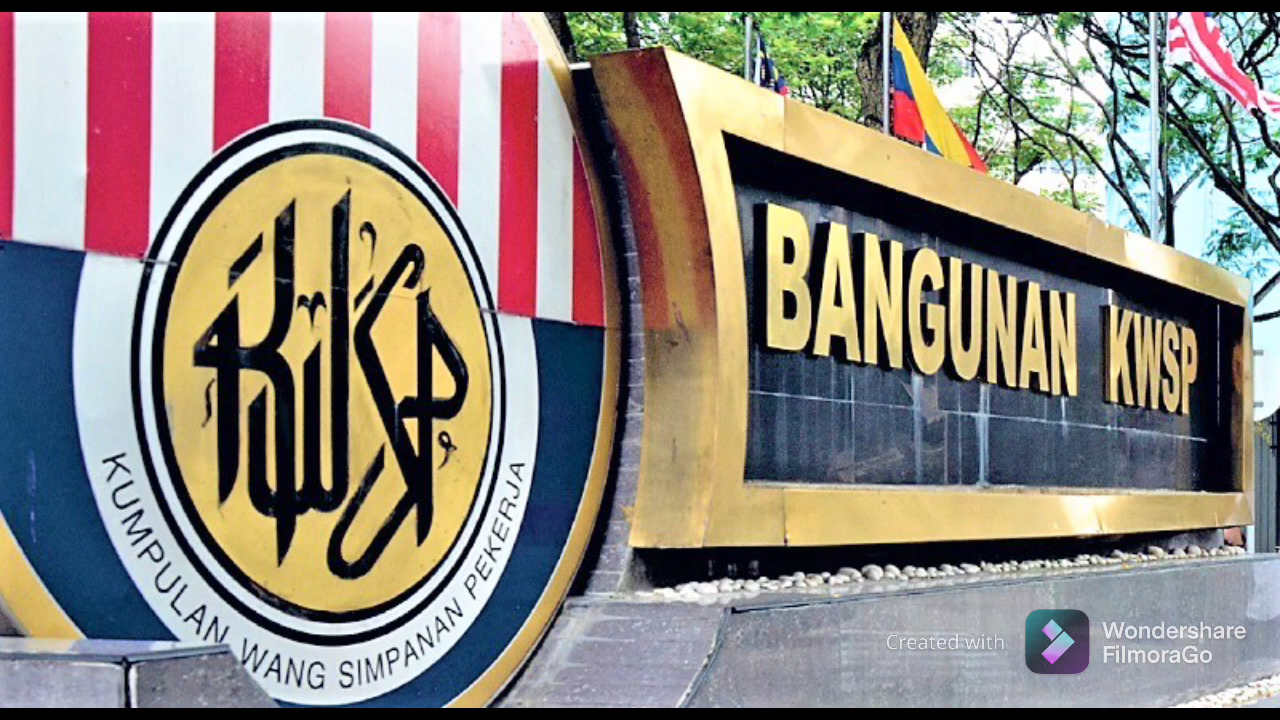 KWSP
KUMPULAN WANG SIMPANAN PEKERJA
BANGUNAN KWSP
Created with
Wondershare
FilmoraGo